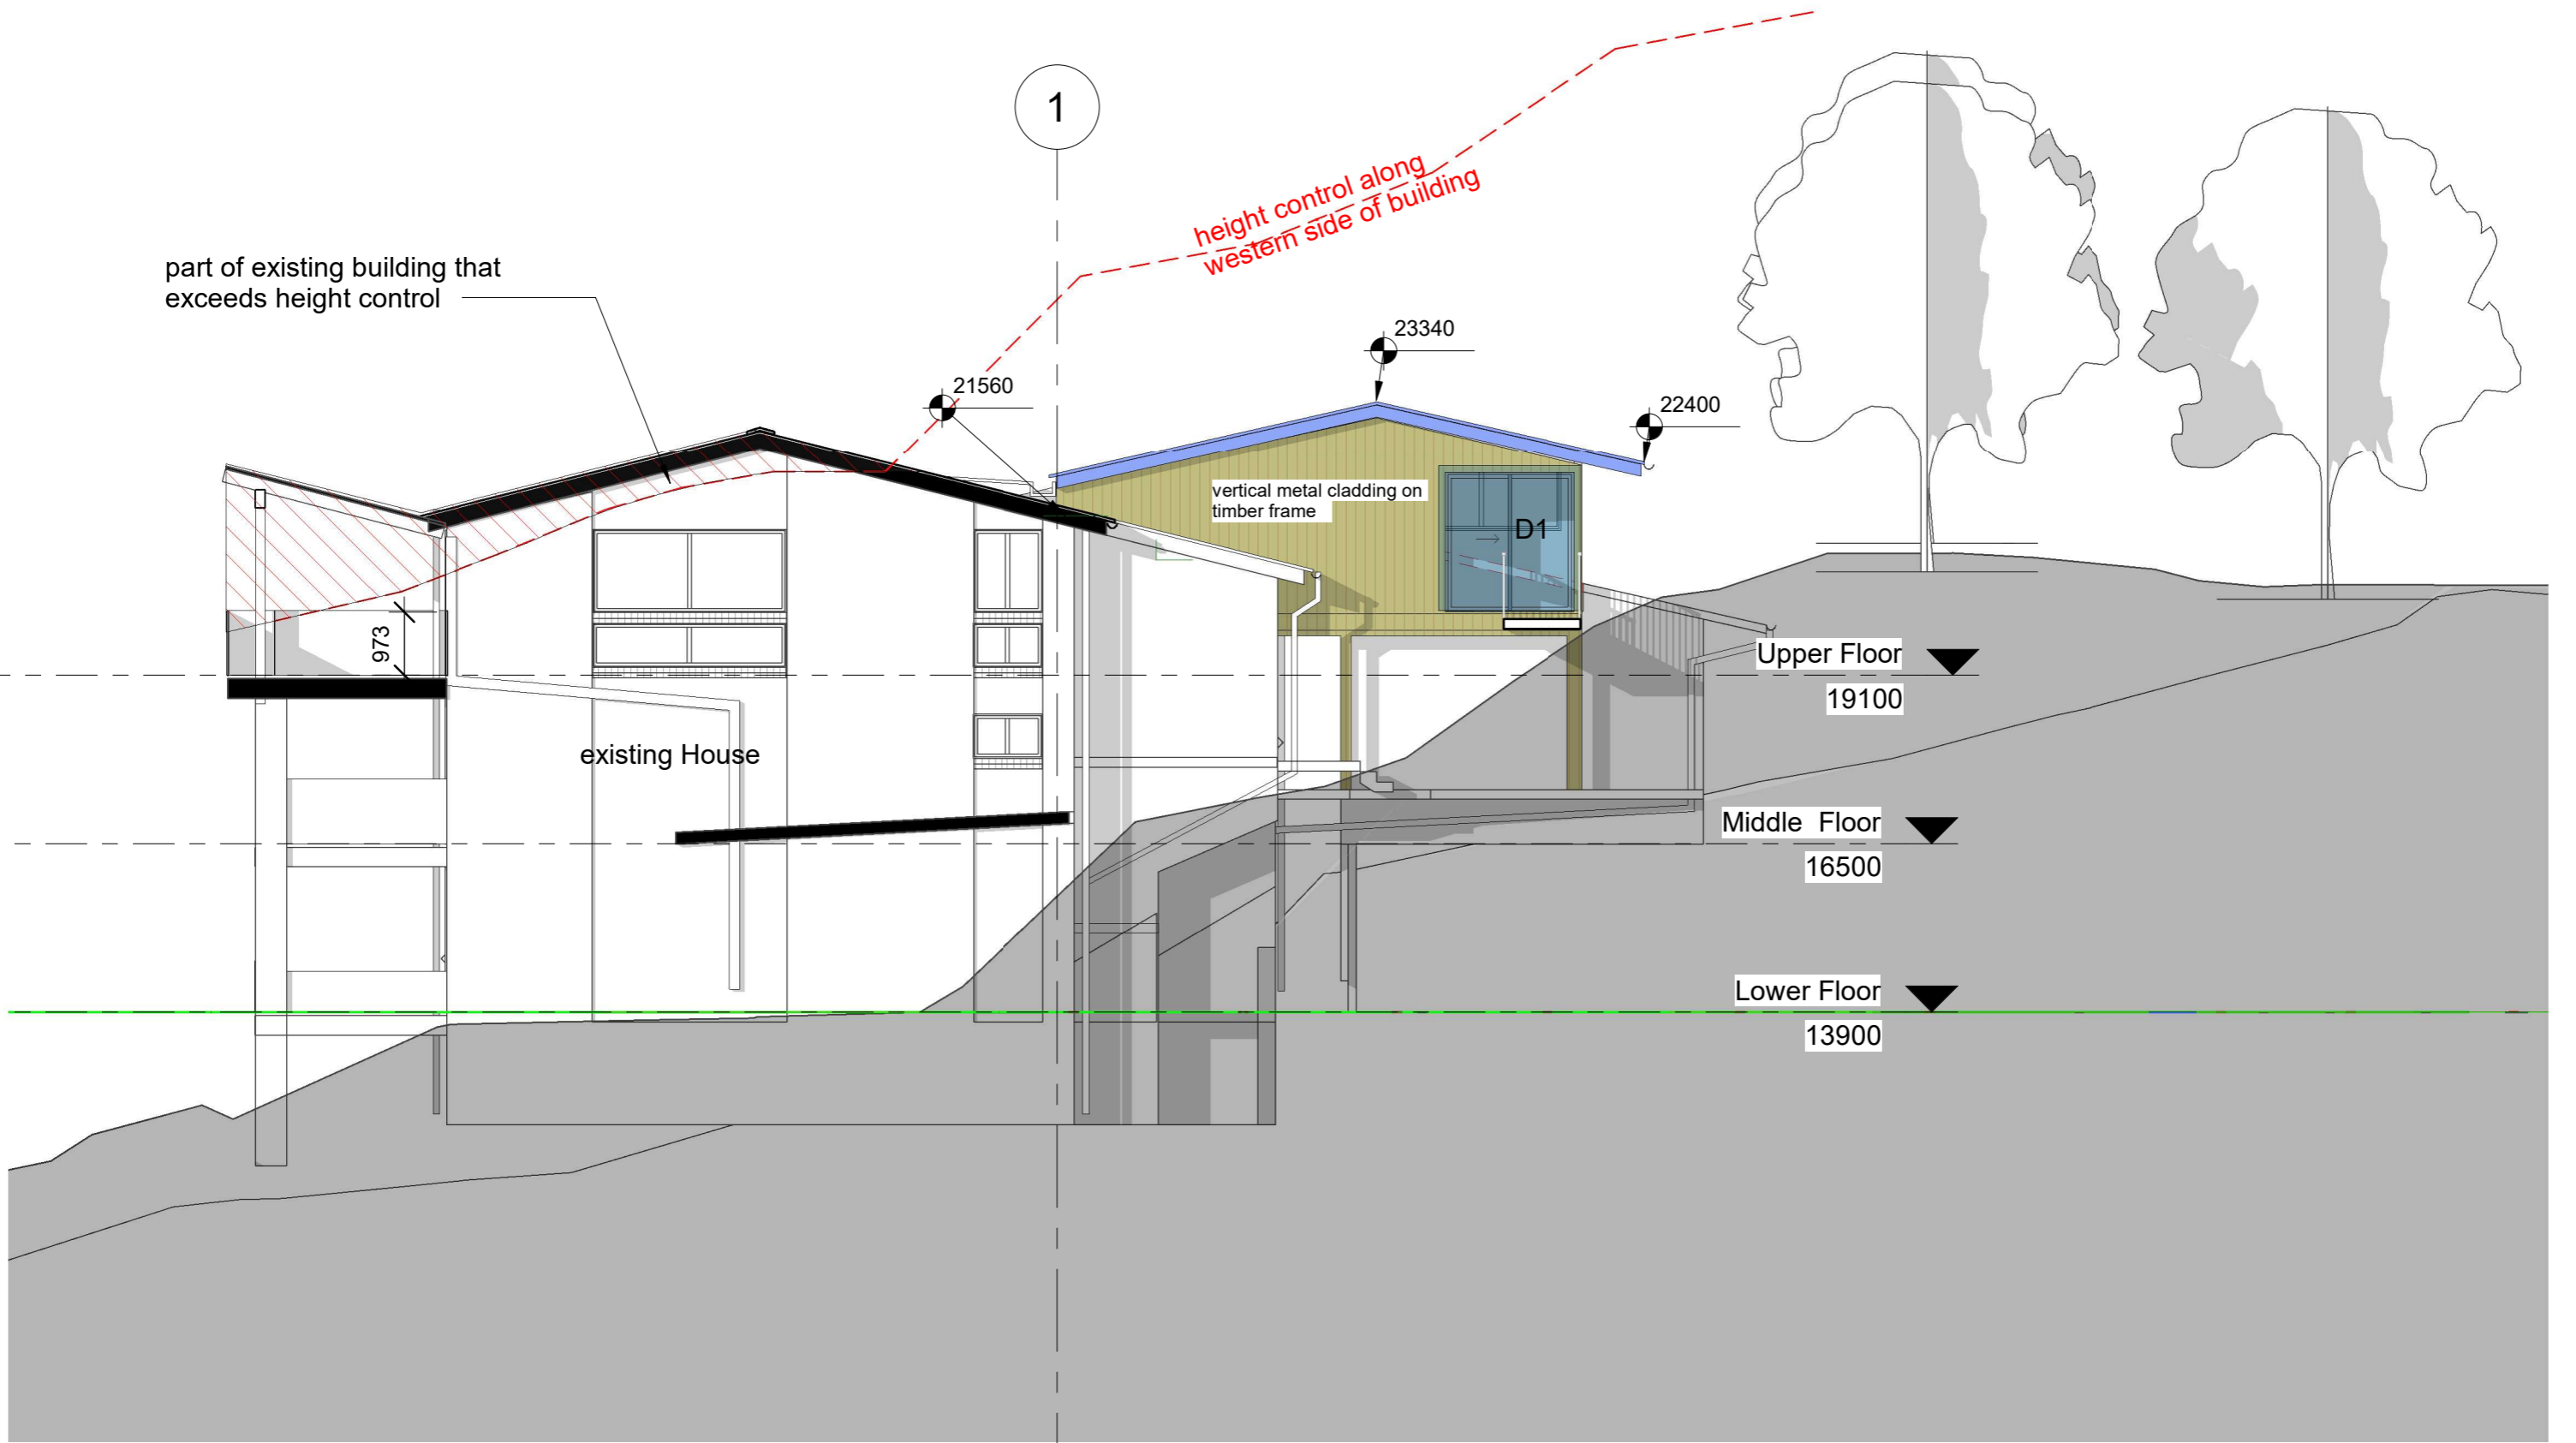 1
height control along
western side of building
part of existing building that
exceeds height control
23340
21560
22400
vertical metal cladding on
timber frame
D1
973
Upper Floor
19100
existing House
Middle Floor
16500
Lower Floor
13900